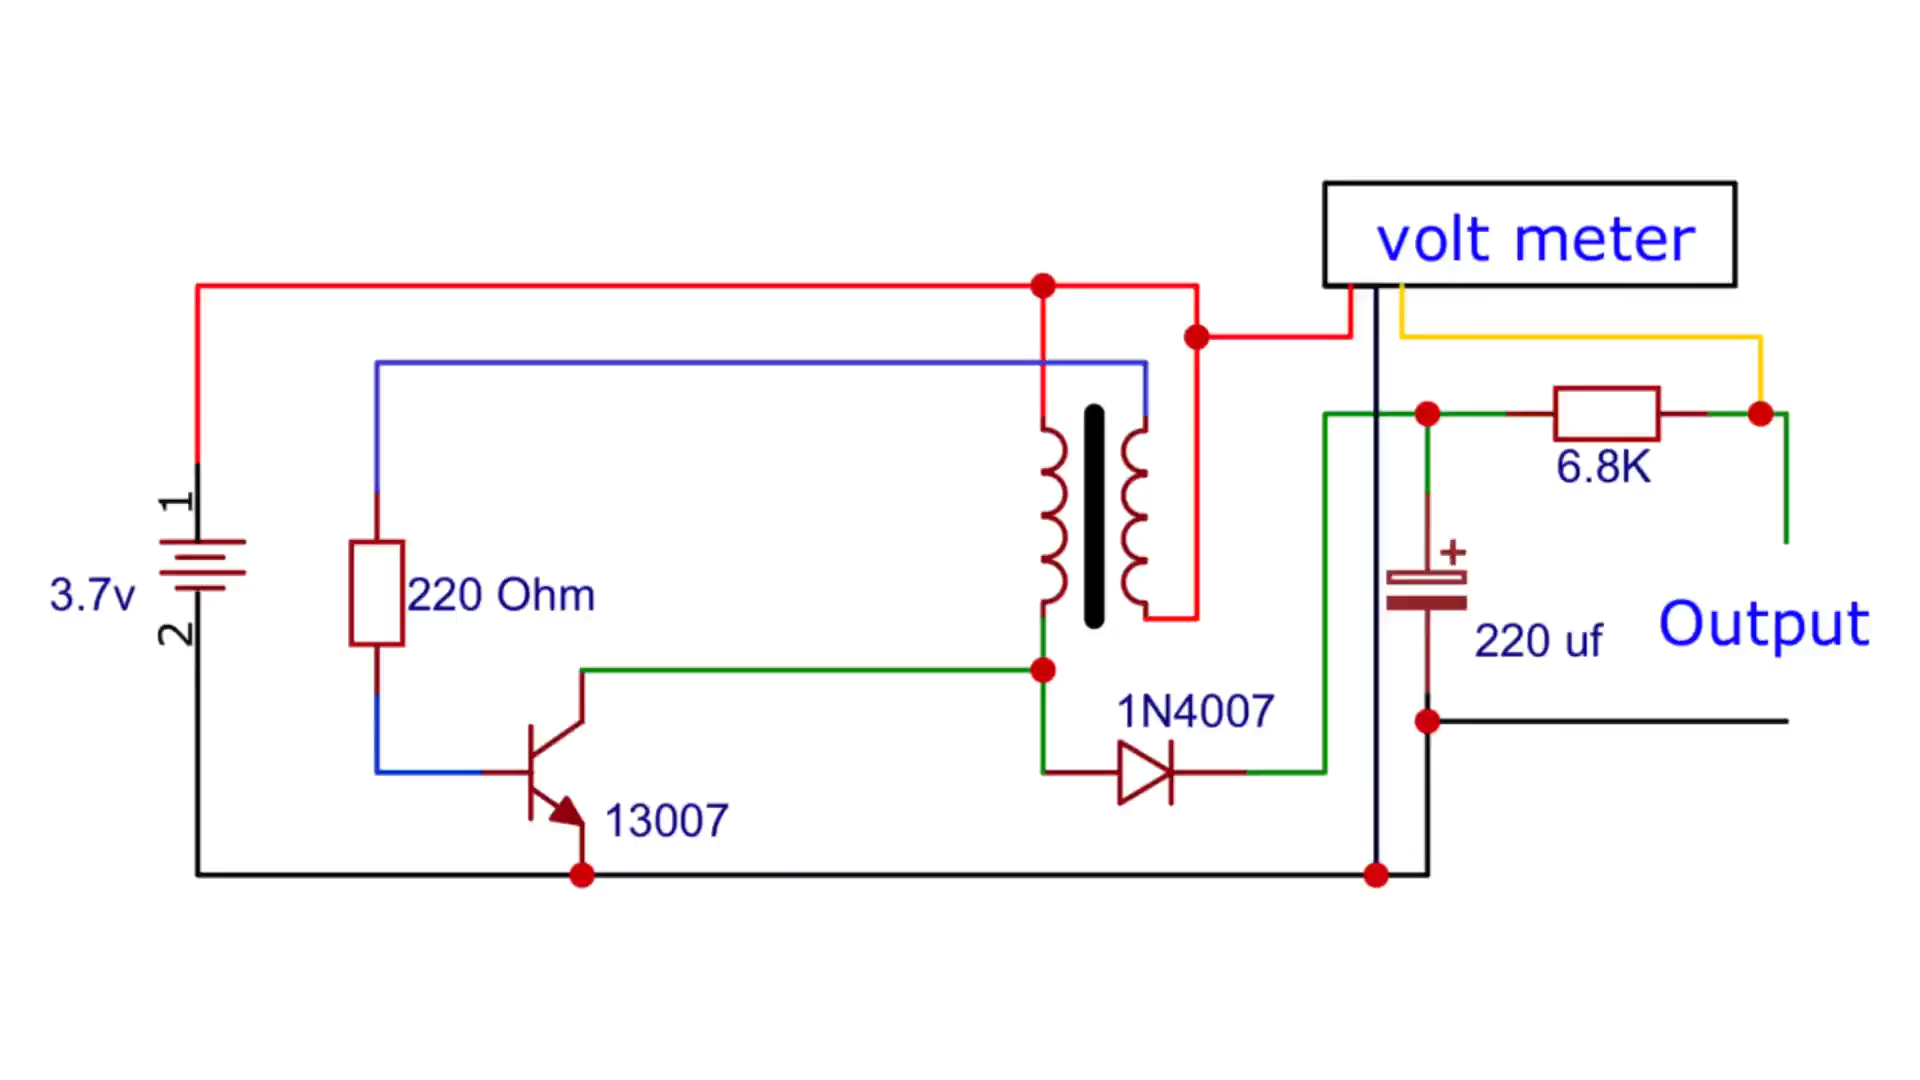 volt meter
1
3.7v
2
220 Ohm
6.8K
220 uf
Output
1N4007
13007
+